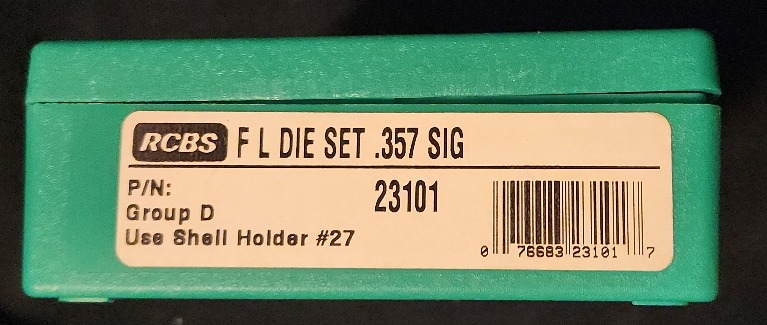 RCBS F L DIE SET .357 SIG
P/N: 23101
Group D
Use Shell Holder #27
0 76683 23101 7